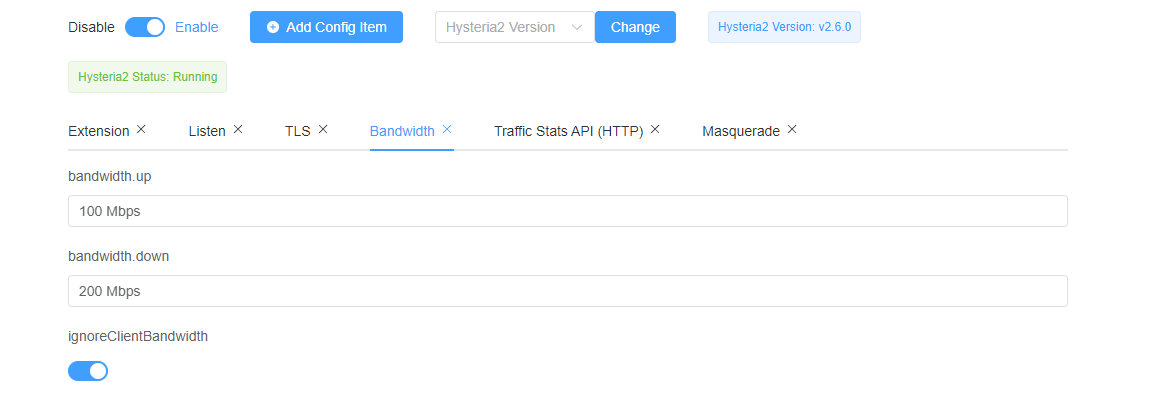 Disable Enable Add Config Item Hysteria2 Version Change Hysteria2 Version: v2.6.0
Hysteria2 Status: Running
Extension Listen TLS Bandwidth Traffic Stats API (HTTP) Masquerade
bandwidth.up
100 Mbps
bandwidth.down
200 Mbps
ignoreClientBandwidth